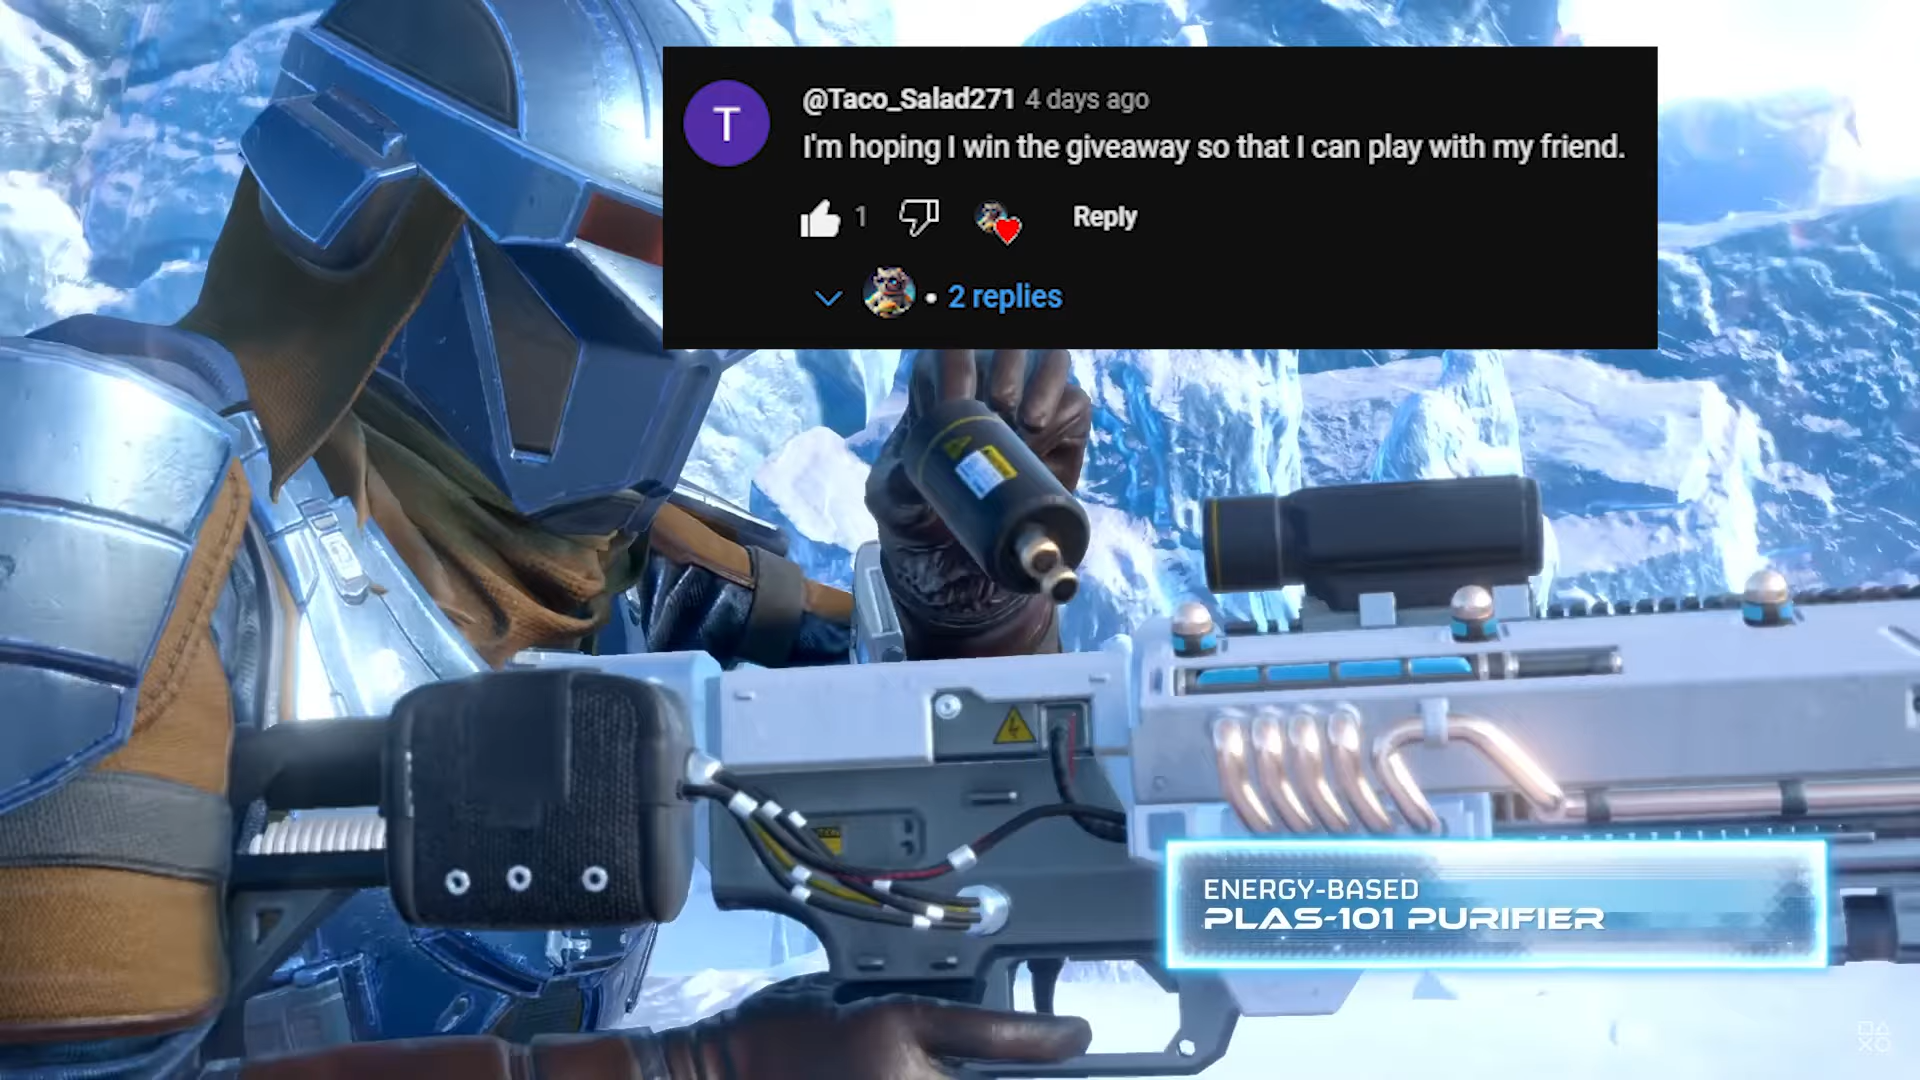 T
@Taco_Salad271 4 days ago
I'm hoping I win the giveaway so that I can play with my friend.
1
Reply
• 2 replies
ENERGY-BASED
PLAS-101 PURIFIER